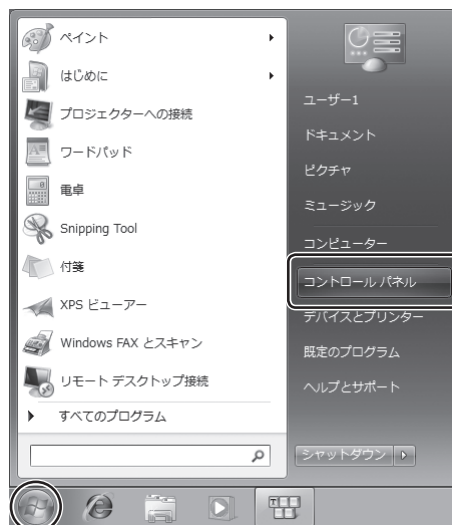 ペイント
はじめに
プロジェクターへの接続
ワードパッド
電卓
Snipping Tool
付箋
XPS ビューアー
Windows FAX とスキャン
リモート デスクトップ接続
すべてのプログラム
ユーザー1
ドキュメント
ピクチャ
ミュージック
コンピューター
コントロール パネル
デバイスとプリンター
既定のプログラム
ヘルプとサポート
シャットダウン